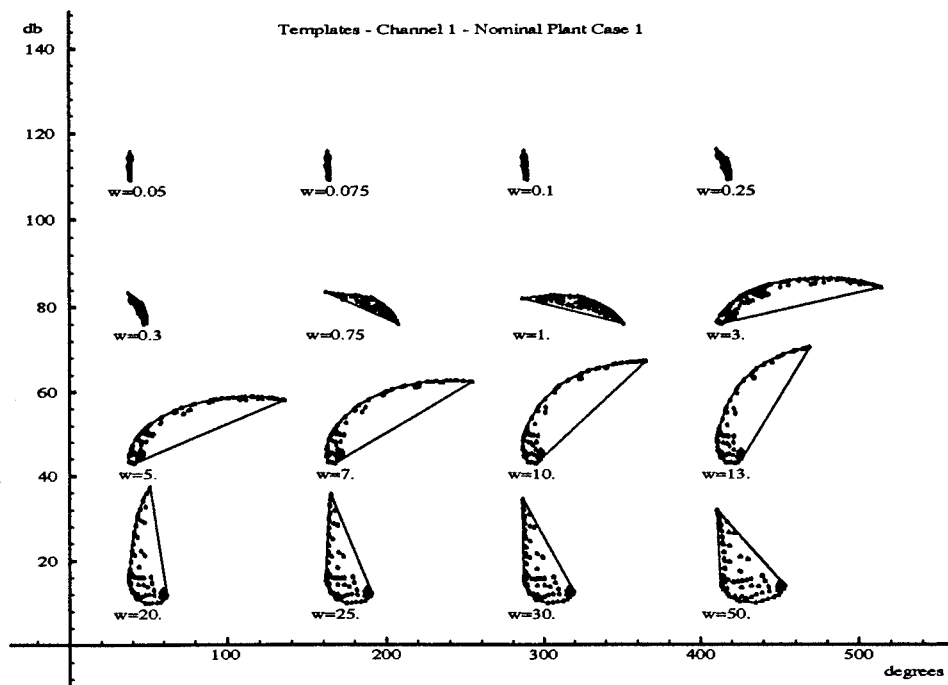 db
Templates - Channel 1 - Nominal Plant Case 1
140
120
w=0.05 w=0.075 w=0.1 w=0.25
100
80
w=0.3 w=0.75 w=1. w=3.
60
40
w=5. w=7. w=10. w=13.
20
w=20. w=25. w=30. w=50.
100 200 300 400 500
degrees